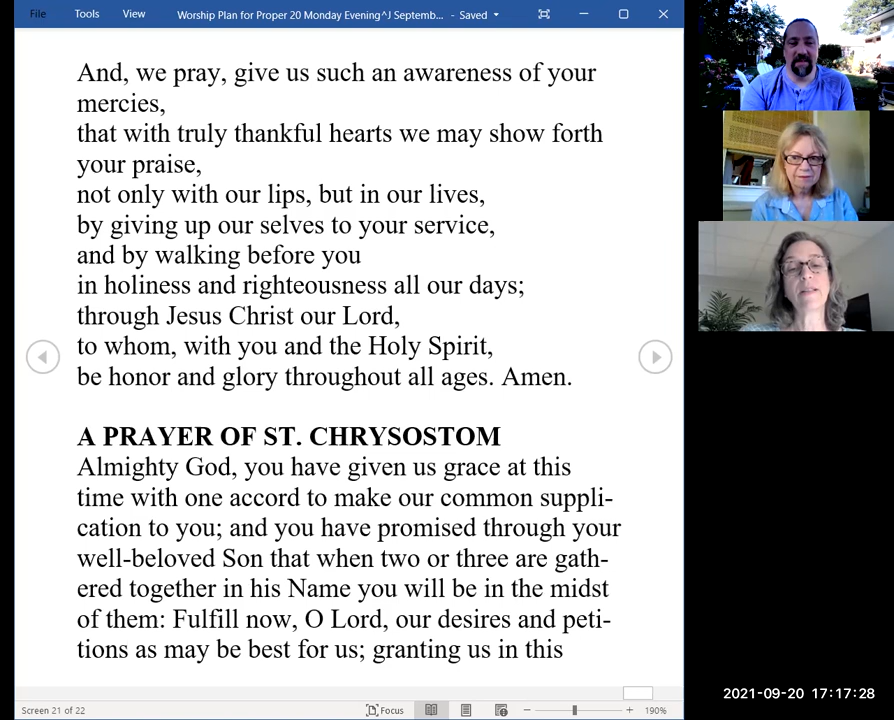 File Tools View Worship Plan for Proper 20 Monday Evening^J Septemb... - Saved
And, we pray, give us such an awareness of your
mercies,
that with truly thankful hearts we may show forth
your praise,
not only with our lips, but in our lives,
by giving up our selves to your service,
and by walking before you
in holiness and righteousness all our days;
through Jesus Christ our Lord,
to whom, with you and the Holy Spirit,
be honor and glory throughout all ages. Amen.
A PRAYER OF ST. CHRYSOSTOM
Almighty God, you have given us grace at this
time with one accord to make our common suppli-
cation to you; and you have promised through your
well-beloved Son that when two or three are gath-
ered together in his Name you will be in the midst
of them: Fulfill now, O Lord, our desires and peti-
tions as may be best for us; granting us in this
Screen 21 of 22 Focus 190%
2021-09-20 17:17:28